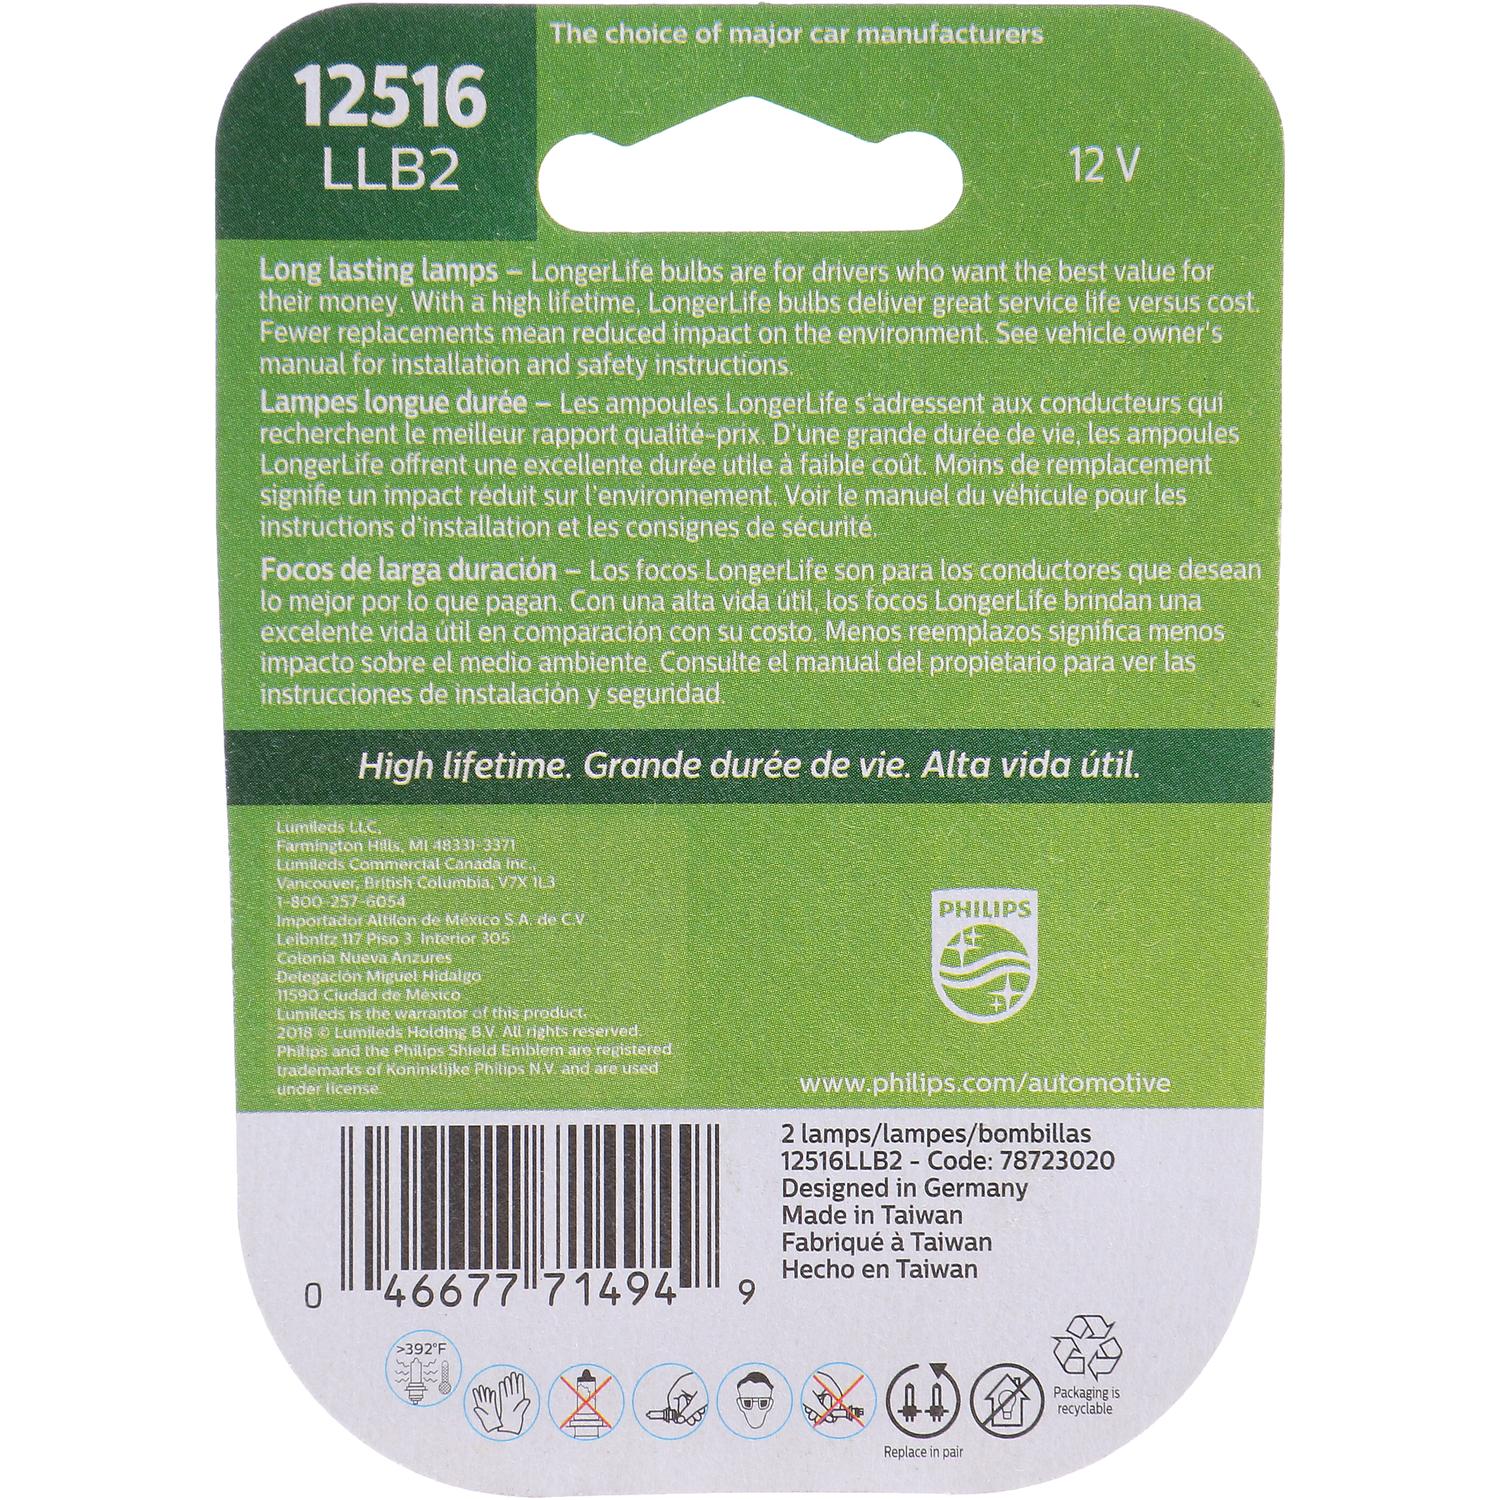 The choice of major car manufacturers
12516
LLB2
12 V
Long lasting lamps – LongerLife bulbs are for drivers who want the best value for
their money. With a high lifetime, LongerLife bulbs deliver great service life versus cost.
Fewer replacements mean reduced impact on the environment. See vehicle owner's
manual for installation and safety instructions.
Lampes longue durée – Les ampoules LongerLife s'adressent aux conducteurs qui
recherchent le meilleur rapport qualité-prix. D'une grande durée de vie, les ampoules
LongerLife offrent une excellente durée utile à faible coût. Moins de remplacement
signifie un impact réduit sur l'environnement. Voir le manuel du véhicule pour les
instructions d'installation et les consignes de sécurité.
Focos de larga duración – Los focos LongerLife son para los conductores que desean
lo mejor por lo que pagan. Con una alta vida útil, los focos LongerLife brindan una
excelente vida útil en comparación con su costo. Menos reemplazos significa menos
impacto sobre el medio ambiente. Consulte el manual del propietario para ver las
instrucciones de instalación y seguridad.
High lifetime. Grande durée de vie. Alta vida útil.
Lumileds LLC,
Farmington Hills, MI 48331-3371
Lumileds Commercial Canada Inc.,
Vancouver, British Columbia, V7X 1L3
1-800-257-6054
Importador Altilon de México S.A. de C.V.
Leibnitz 117 Piso 3 Interior 305
Colonia Nueva Anzures
Delegación Miguel Hidalgo
11590 Ciudad de México
Lumileds is the warrantor of this product.
2018 © Lumileds Holding B.V. All rights reserved.
Philips and the Philips Shield Emblem are registered
trademarks of Koninklijke Philips N.V. and are used
under license.
PHILIPS
www.philips.com/automotive
2 lamps/lampes/bombillas
12516LLB2 - Code: 78723020
Designed in Germany
Made in Taiwan
Fabriqué à Taiwan
Hecho en Taiwan
0 46677 71494 9
>392°F
Replace in pair
Packaging is
recyclable